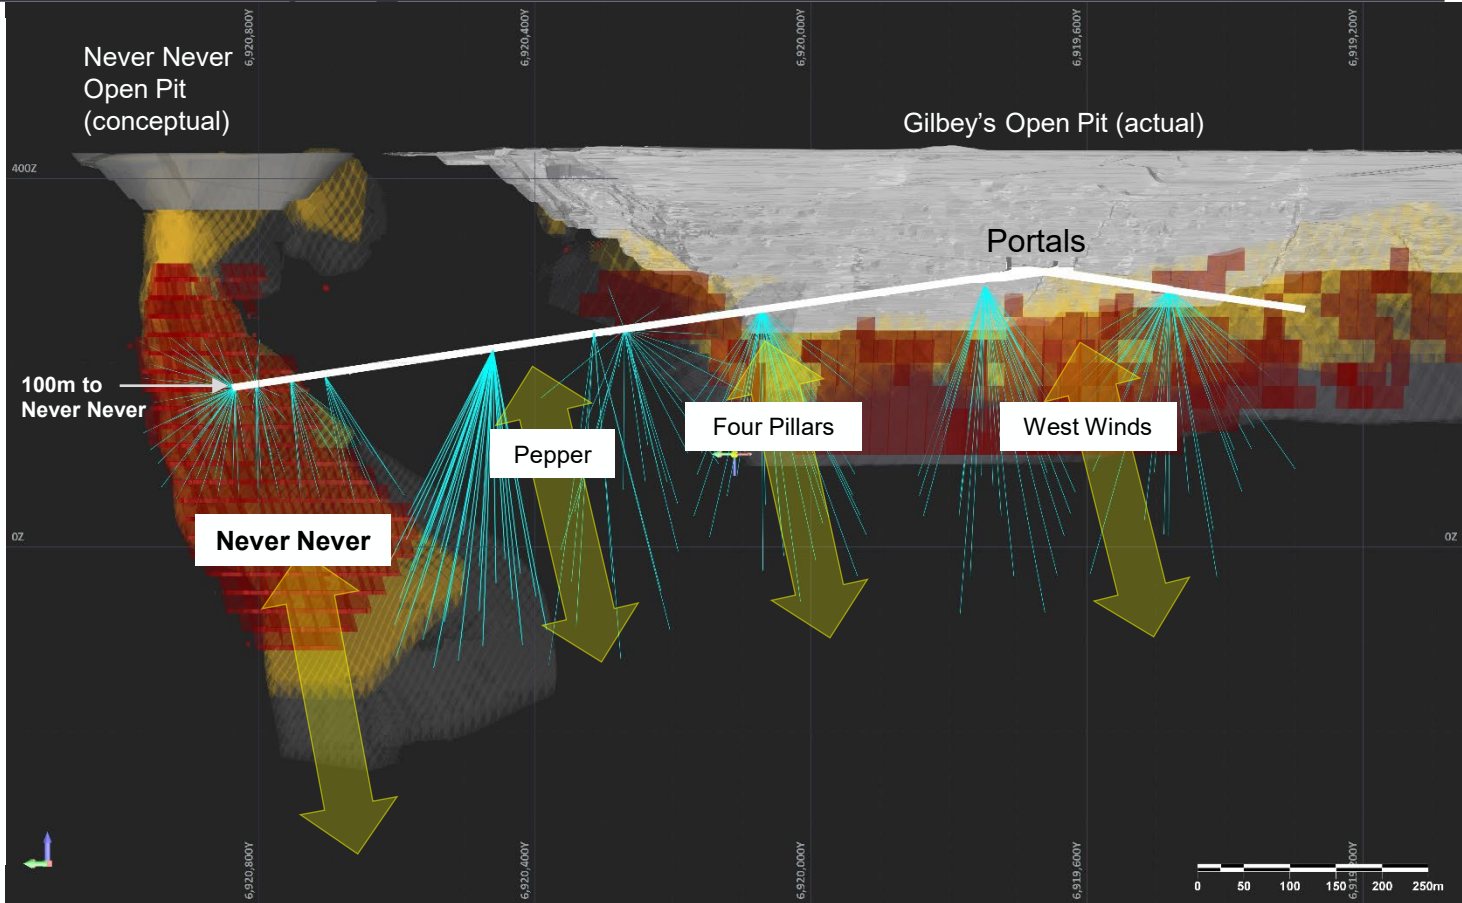 6,920,800Y
6,920,400Y
6,920,000Y
6,919,600Y
6,919,200Y
Never Never
Open Pit
(conceptual)
Gilbey’s Open Pit (actual)
400Z
Portals
100m to
Never Never
Pepper
Four Pillars
West Winds
Never Never
0Z
0Z
6,920,800Y
6,920,400Y
6,920,000Y
6,919,600Y
6,919,200Y
0 50 100 150 200 250m